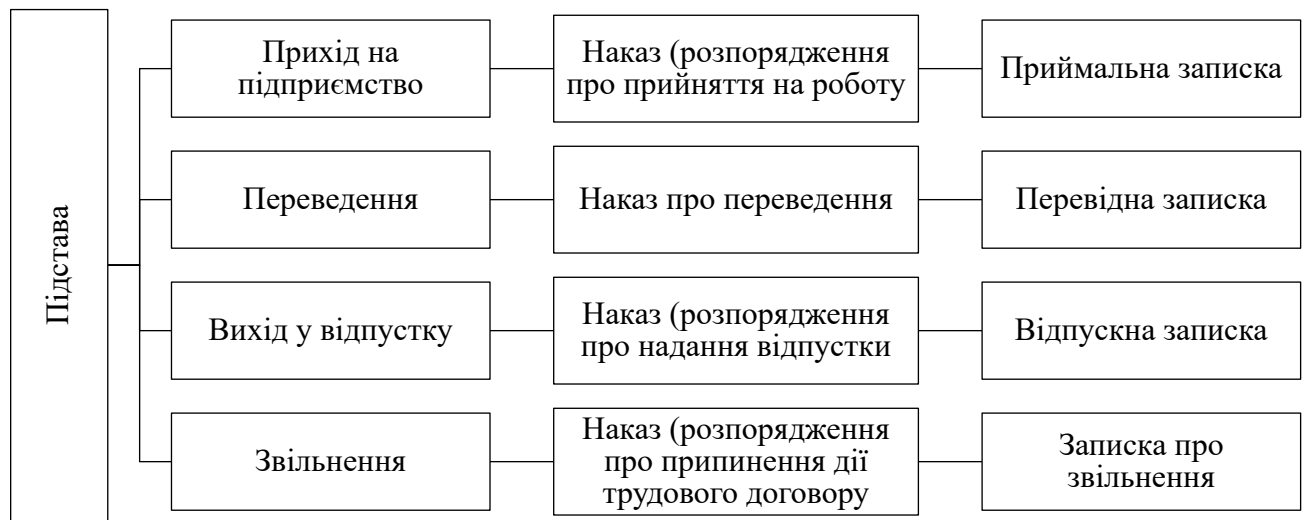 Підстава
Прихід на
підприємство
Наказ (розпорядження
про прийняття на роботу
Приймальна записка
Переведення
Наказ про переведення
Перевідна записка
Вихід у відпустку
Наказ (розпорядження
про надання відпустки
Відпускна записка
Звільнення
Наказ (розпорядження
про припинення дії
трудового договору
Записка про
звільнення